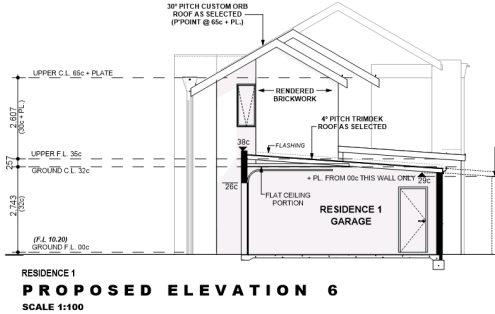 30° PITCH CUSTOM ORB
ROOF AS SELECTED
(P'POINT @ 65c + PL.)
UPPER C.L. 65c + PLATE
RENDERED
BRICKWORK
2,607
(30c + PL.)
4° PITCH TRIMDEK
ROOF AS SELECTED
38c
FLASHING
UPPER F.L. 35c
257
GROUND C.L. 32c
+ PL. FROM 00c THIS WALL ONLY
26c
29c
FLAT CEILING
PORTION
2,743
(32c)
RESIDENCE 1
GARAGE
(F.L 10.20)
GROUND F.L. 00c
RESIDENCE 1
PROPOSED ELEVATION 6
SCALE 1:100